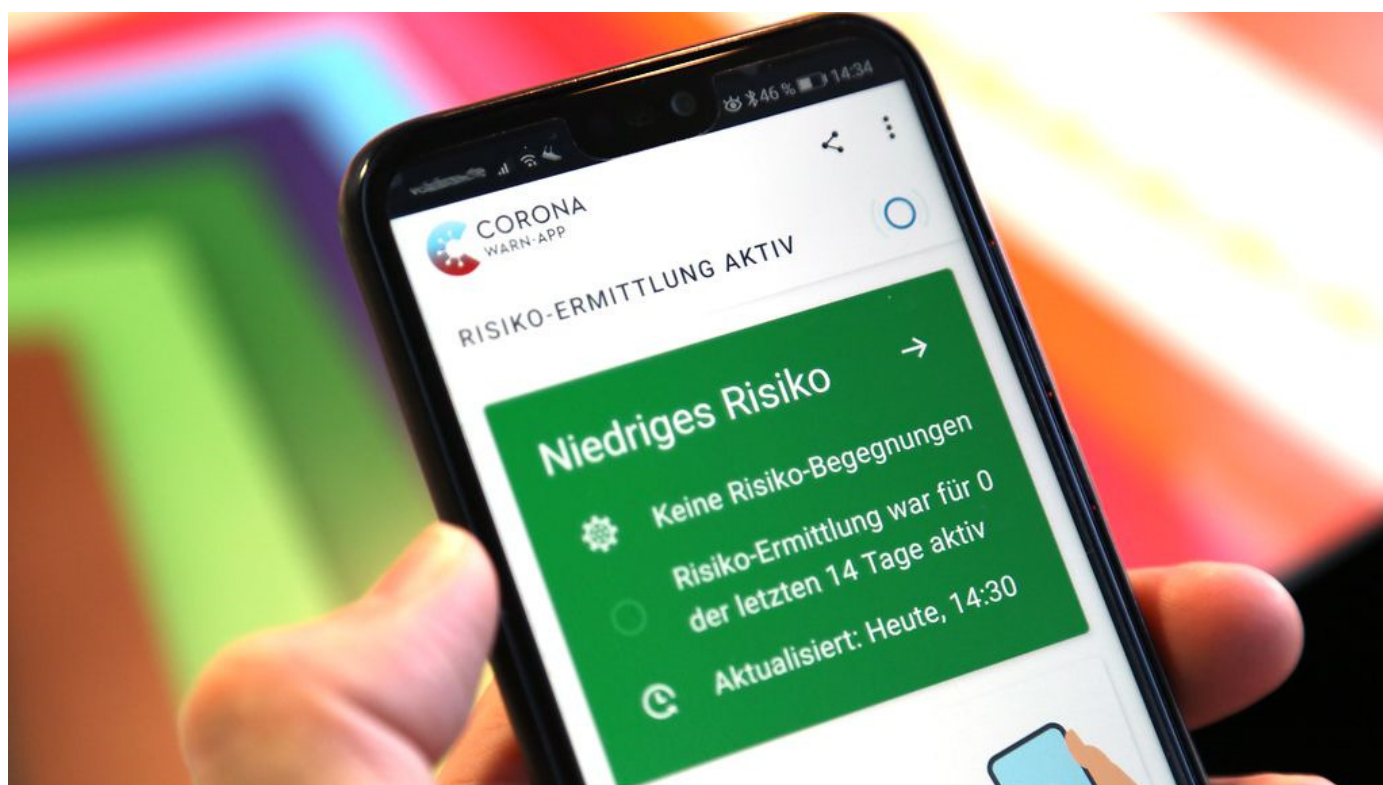 46 % 14:34
CORONA
WARN-APP
RISIKO-ERMITTLUNG AKTIV
Niedriges Risiko
Keine Risiko-Begegnungen
Risiko-Ermittlung war für 0
der letzten 14 Tage aktiv
Aktualisiert: Heute, 14:30